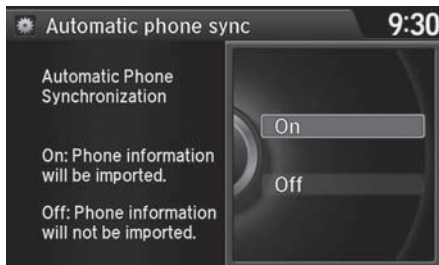 Automatic phone sync
9:30
Automatic Phone
Synchronization
On: Phone information
will be imported.
Off: Phone information
will not be imported.
On
Off